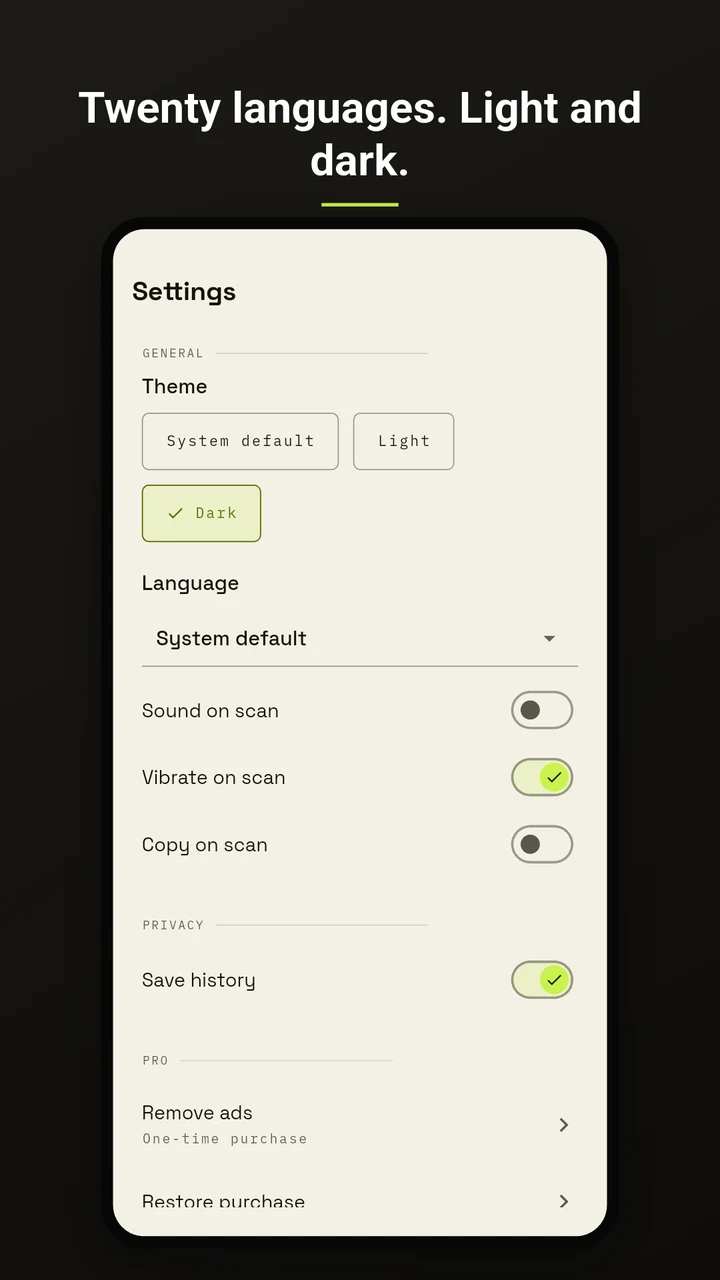 Twenty languages. Light and
dark.
Settings
GENERAL
Theme
System default
Light
Dark
Language
System default
Sound on scan
Vibrate on scan
Copy on scan
PRIVACY
Save history
PRO
Remove ads
One-time purchase
Restore purchase